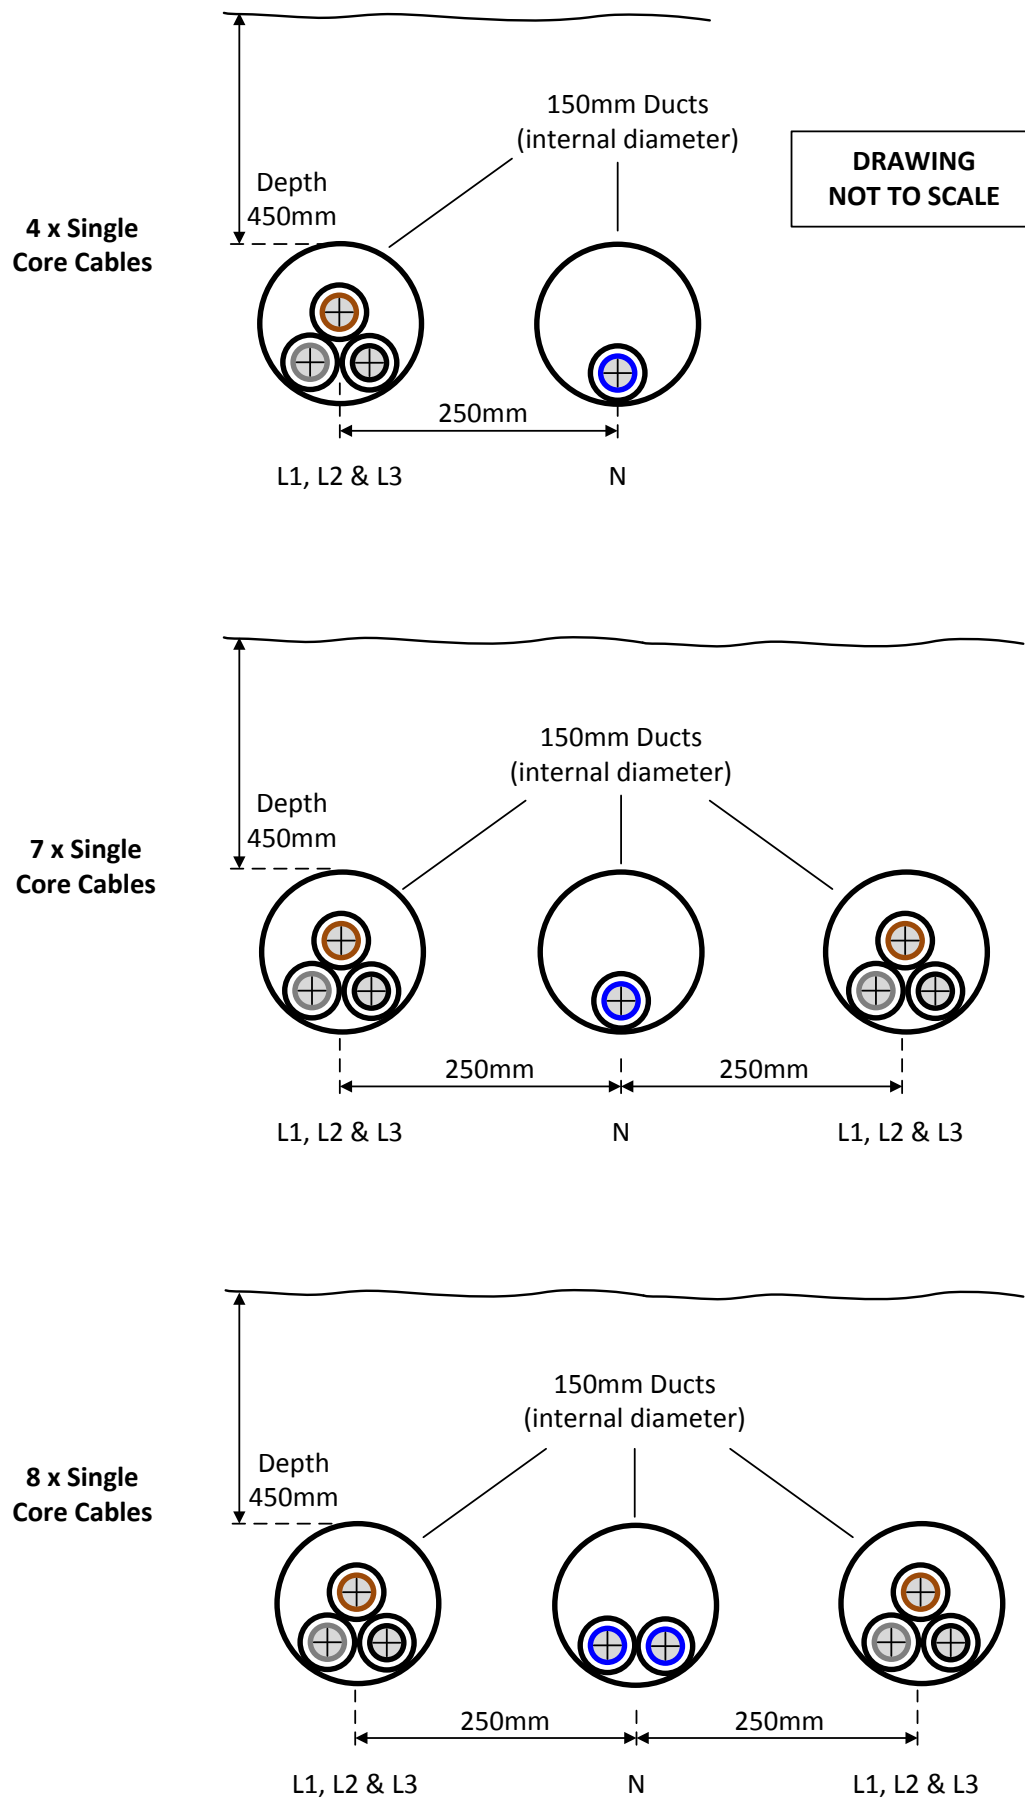 150mm Ducts
(internal diameter)
DRAWING
NOT TO SCALE
Depth
450mm
4 x Single
Core Cables
250mm
L1, L2 & L3
N
150mm Ducts
(internal diameter)
Depth
450mm
7 x Single
Core Cables
250mm
250mm
L1, L2 & L3
N
L1, L2 & L3
150mm Ducts
(internal diameter)
Depth
450mm
8 x Single
Core Cables
250mm
250mm
L1, L2 & L3
N
L1, L2 & L3